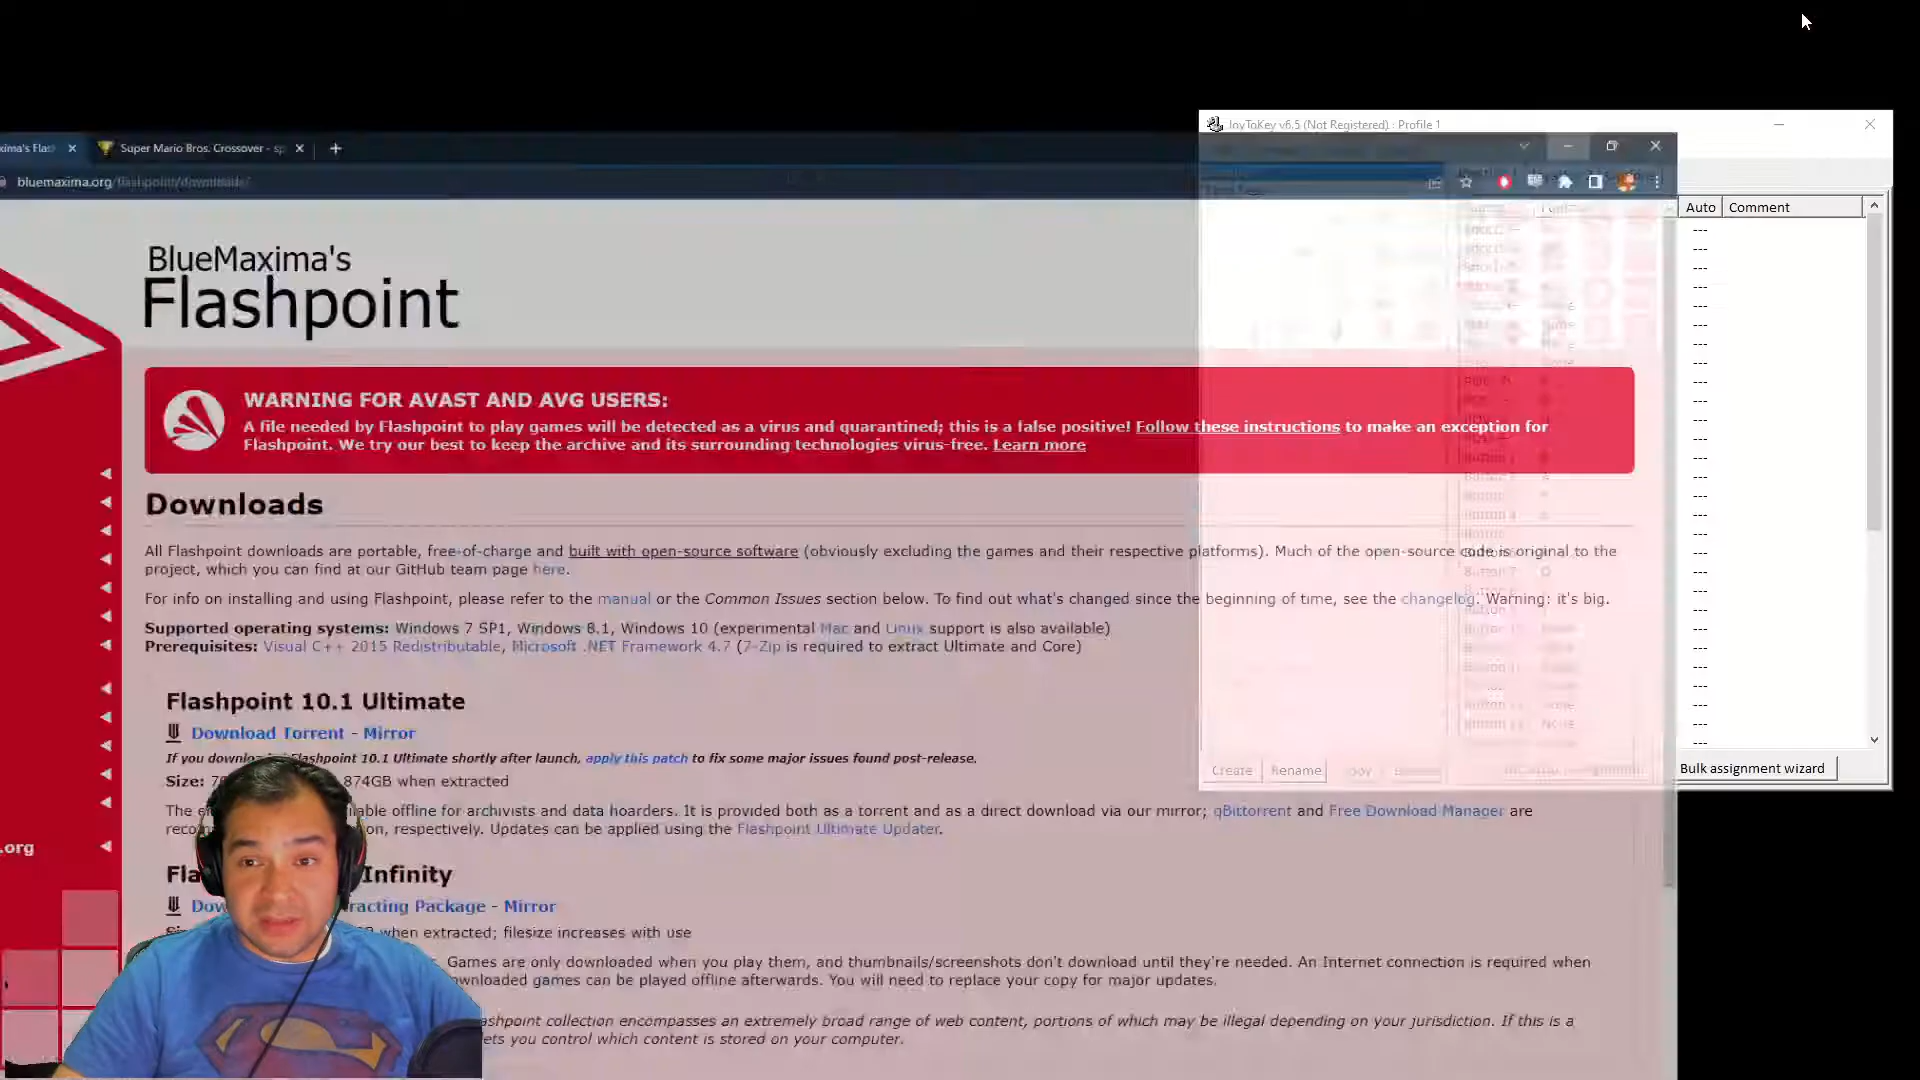 JoyToKey v6.5 (Not Registered) : Profile 1
Super Mario Bros. Crossover - sp
bluemaxima.org/flashpoint/downloads/
Auto Comment
BlueMaxima's
Flashpoint
WARNING FOR AVAST AND AVG USERS:
A file needed by Flashpoint to play games will be detected as a virus and quarantined; this is a false positive! Follow these instructions to make an exception for
Flashpoint. We try our best to keep the archive and its surrounding technologies virus-free. Learn more
Downloads
All Flashpoint downloads are portable, free-of-charge and built with open-source software (obviously excluding the games and their respective platforms). Much of the open-source code is original to the
project, which you can find at our GitHub team page here.
For info on installing and using Flashpoint, please refer to the manual or the Common Issues section below. To find out what's changed since the beginning of time, see the changelog. Warning: it's big.
Supported operating systems: Windows 7 SP1, Windows 8.1, Windows 10 (experimental Mac and Linux support is also available)
Prerequisites: Visual C++ 2015 Redistributable, Microsoft .NET Framework 4.7 (7-Zip is required to extract Ultimate and Core)
Flashpoint 10.1 Ultimate
Download Torrent - Mirror
If you Flashpoint 10.1 Ultimate shortly after launch, apply this patch to fix some major issues found post-release.
Size: 874GB when extracted
The offline for archivists and data hoarders. It is provided both as a torrent and as a direct download via our mirror; qBittorrent and Free Download Manager are
respectively. Updates can be applied using the Flashpoint Ultimate Updater.
Create Rename Bulk assignment wizard
.org
Infinity
Package - Mirror
when extracted; filesize increases with use
Games are only downloaded when you play them, and thumbnails/screenshots don't download until they're needed. An Internet connection is required when
games can be played offline afterwards. You will need to replace your copy for major updates.
collection encompasses an extremely broad range of web content, portions of which may be illegal depending on your jurisdiction. If this is a
you control which content is stored on your computer.